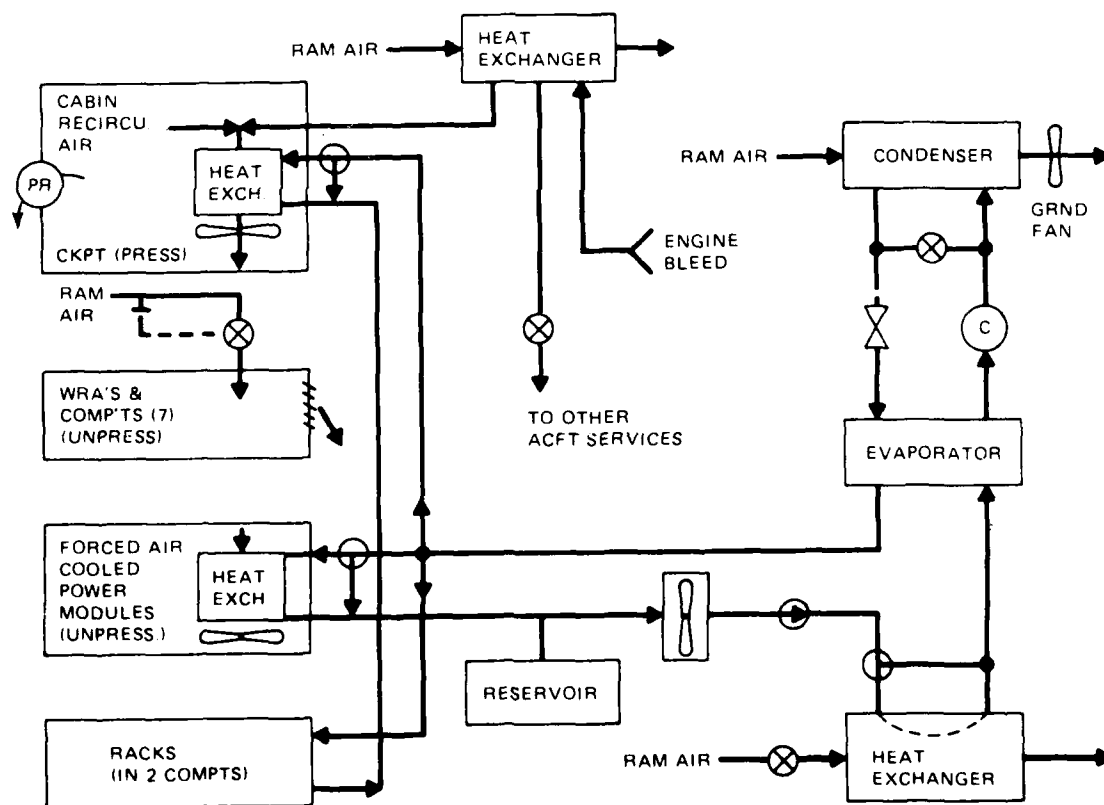 RAM AIR
HEAT
EXCHANGER
CABIN
RECIRCU.
AIR
PR
HEAT
EXCH.
CKPT (PRESS)
RAM AIR
CONDENSER
GRND
FAN
ENGINE
BLEED
C
RAM
AIR
WRA'S &
COMP'TS (7)
(UNPRESS)
TO OTHER
ACFT SERVICES
EVAPORATOR
FORCED AIR
COOLED
POWER
MODULES
(UNPRESS.)
HEAT
EXCH
RESERVOIR
RACKS
(IN 2 COMPTS)
RAM AIR
HEAT
EXCHANGER